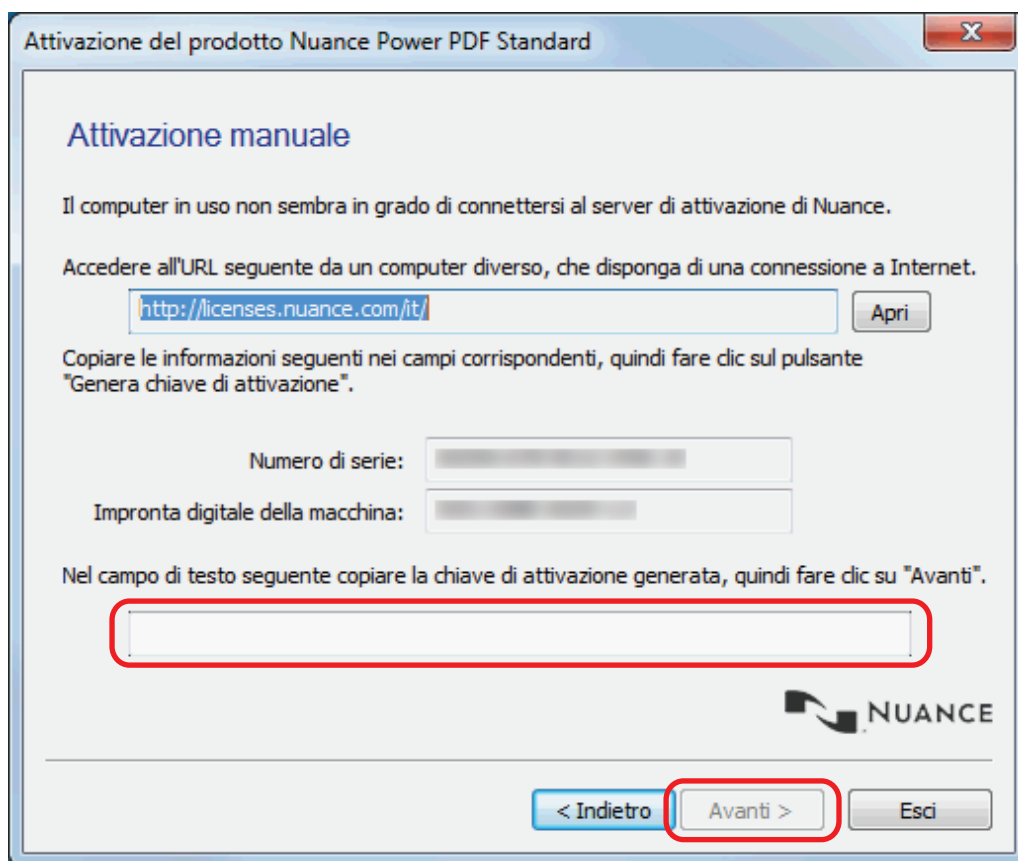 Attivazione del prodotto Nuance Power PDF Standard
Attivazione manuale
Il computer in uso non sembra in grado di connettersi al server di attivazione di Nuance.
Accedere all'URL seguente da un computer diverso, che disponga di una connessione a Internet.
http://licenses.nuance.com/it/
Apri
Copiare le informazioni seguenti nei campi corrispondenti, quindi fare clic sul pulsante
"Genera chiave di attivazione".
Numero di serie:
Impronta digitale della macchina:
Nel campo di testo seguente copiare la chiave di attivazione generata, quindi fare clic su "Avanti".
NUANCE
< Indietro
Avanti >
Esci